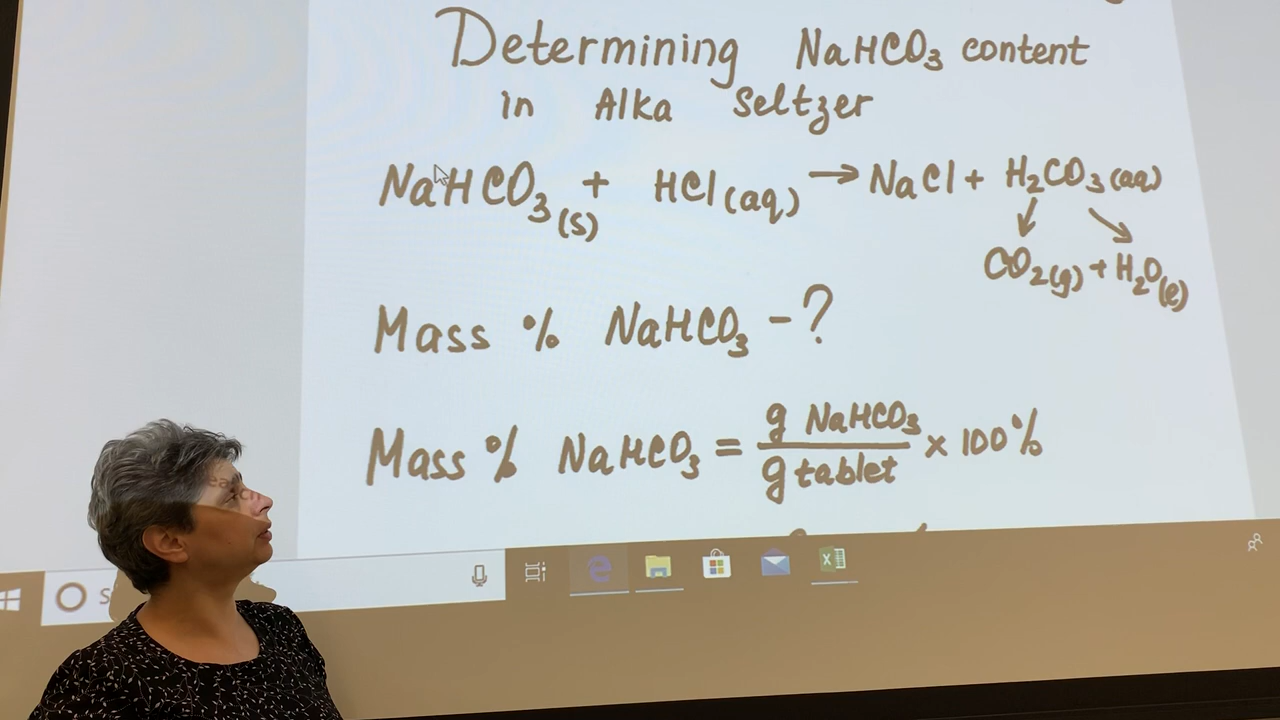 Determining NaHCO₃ content
in Alka Seltzer
NaHCO₃(s) + HCl(aq) → NaCl + H₂CO₃(aq)
CO₂(g) + H₂O(l)
Mass % NaHCO₃ - ?
Mass % NaHCO₃ = g NaHCO₃ / g tablet × 100%